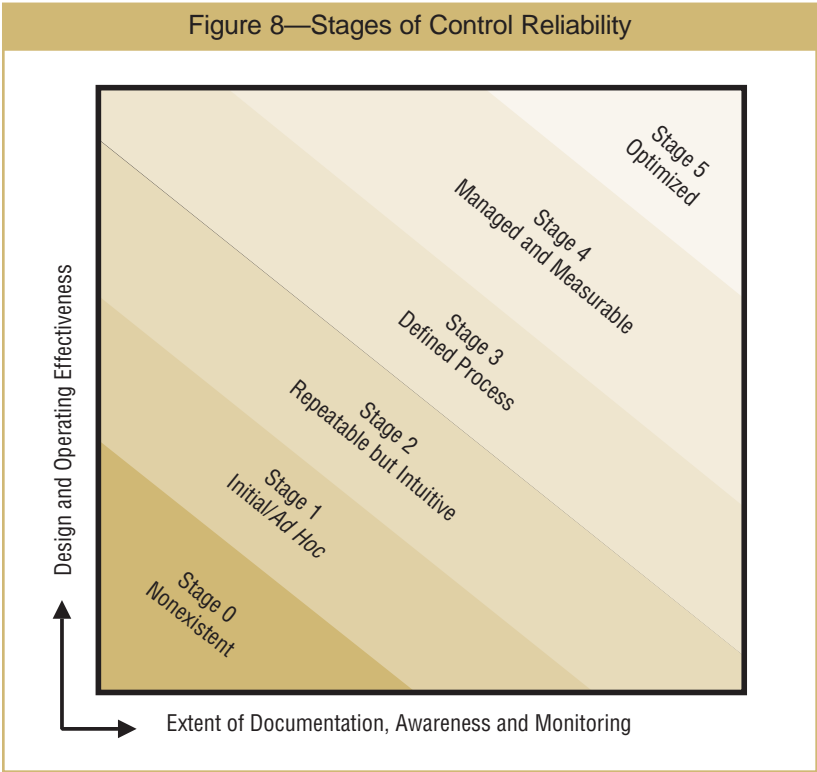 Figure 8—Stages of Control Reliability
Stage 5
Optimized
Stage 4
Managed and Measurable
Stage 3
Defined Process
Stage 2
Repeatable but Intuitive
Stage 1
Initial/Ad Hoc
Stage 0
Nonexistent
Design and Operating Effectiveness
Extent of Documentation, Awareness and Monitoring